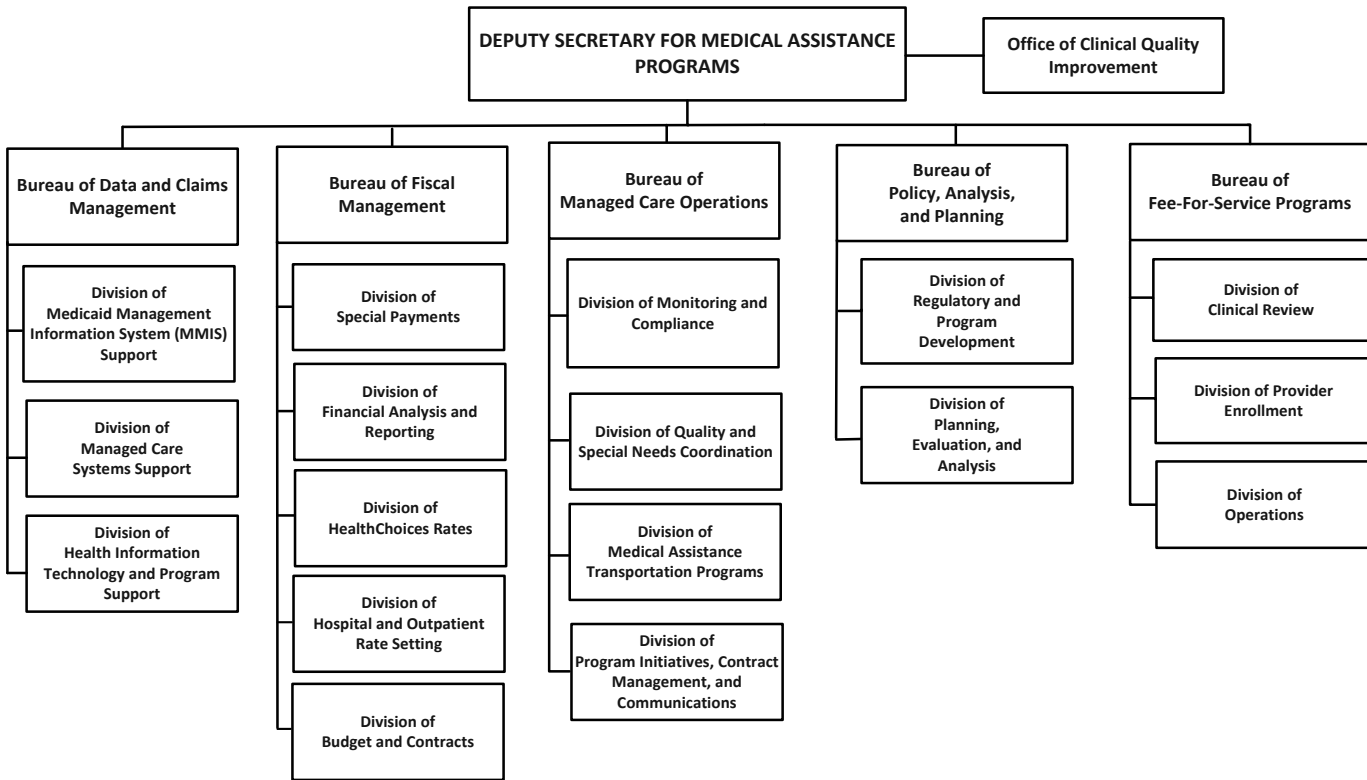 DEPUTY SECRETARY FOR MEDICAL ASSISTANCE
PROGRAMS
Office of Clinical Quality
Improvement
Bureau of Data and Claims
Management
Division of
Medicaid Management
Information System (MMIS)
Support
Division of
Managed Care
Systems Support
Division of
Health Information
Technology and Program
Support
Bureau of Fiscal
Management
Division of
Special Payments
Division of
Financial Analysis and
Reporting
Division of
HealthChoices Rates
Division of
Hospital and Outpatient
Rate Setting
Division of
Budget and Contracts
Bureau of
Managed Care Operations
Division of Monitoring and
Compliance
Division of Quality and
Special Needs Coordination
Division of
Medical Assistance
Transportation Programs
Division of
Program Initiatives, Contract
Management, and
Communications
Bureau of
Policy, Analysis,
and Planning
Division of
Regulatory and
Program
Development
Division of
Planning,
Evaluation, and
Analysis
Bureau of
Fee-For-Service Programs
Division of
Clinical Review
Division of Provider
Enrollment
Division of
Operations